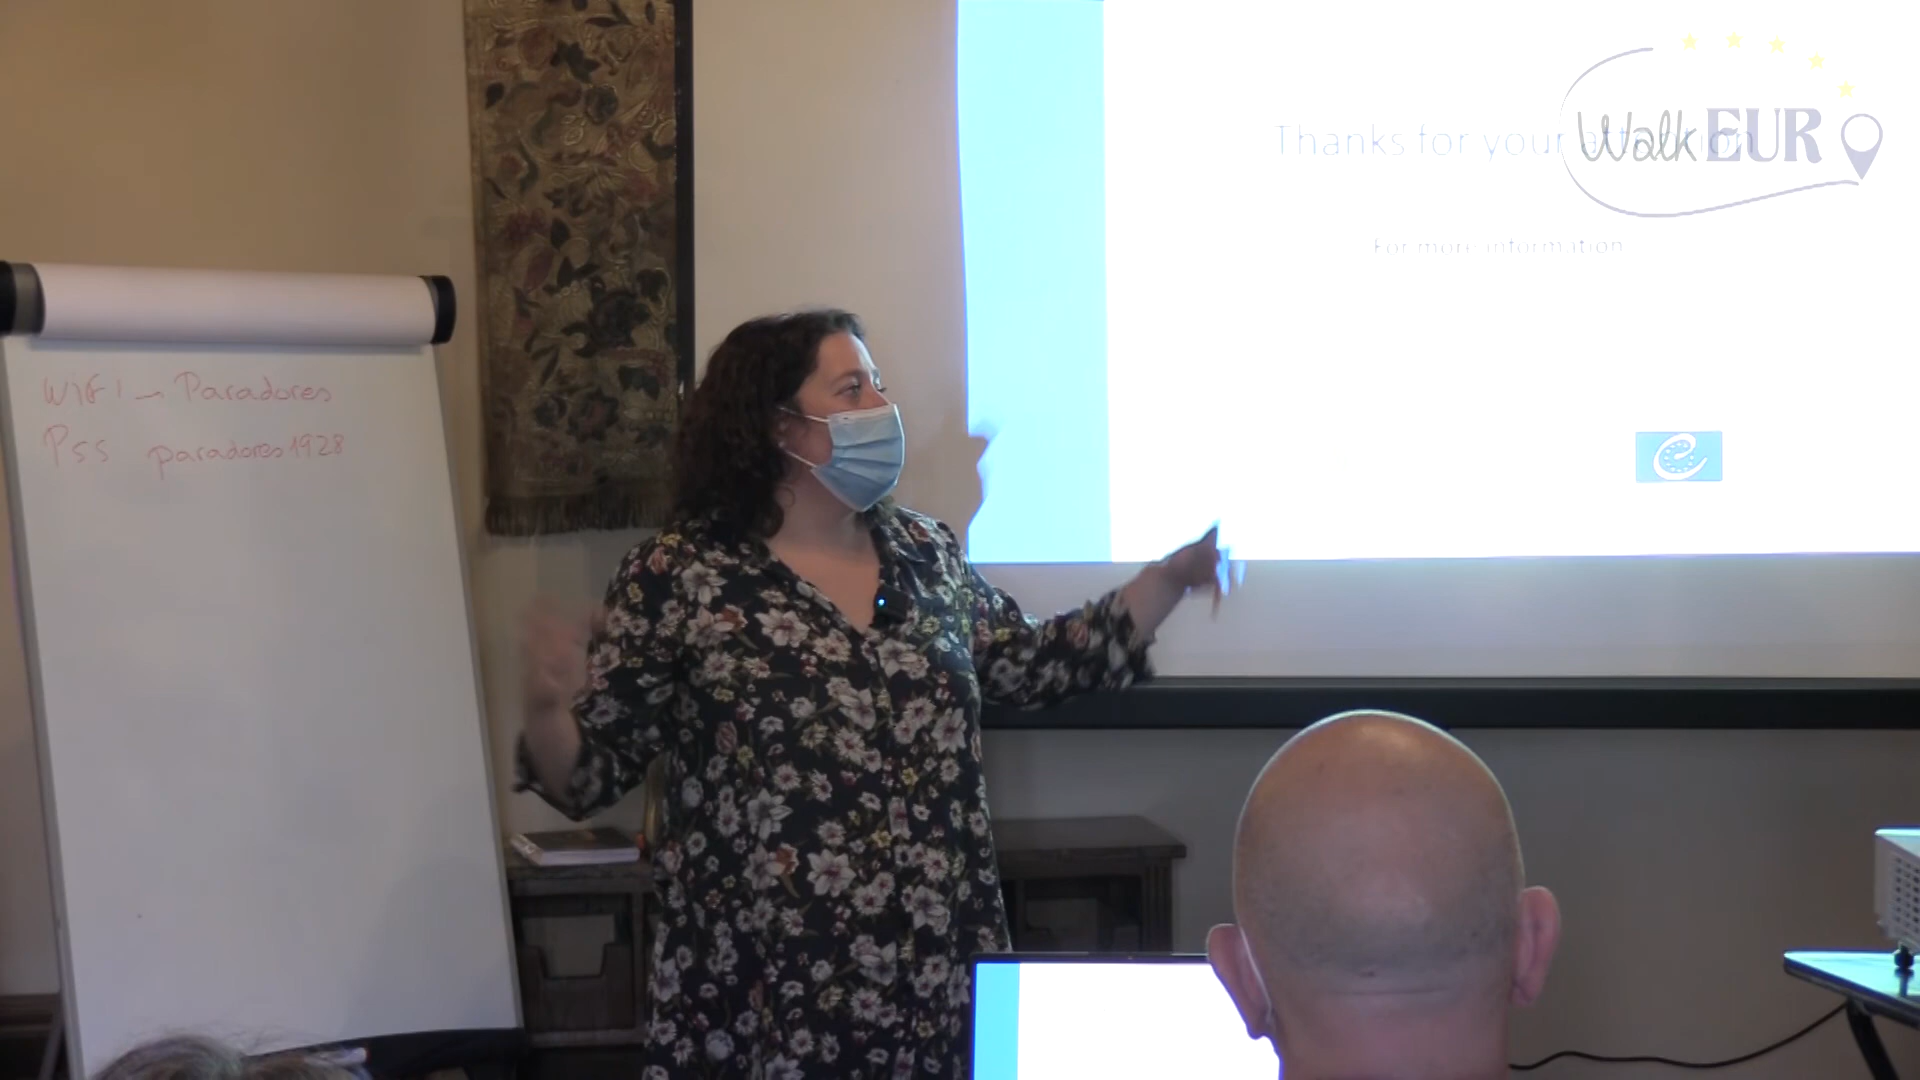 WIFI - Paradores
Pss paradores1928
Thanks for your attention
WalkEUR
For more information